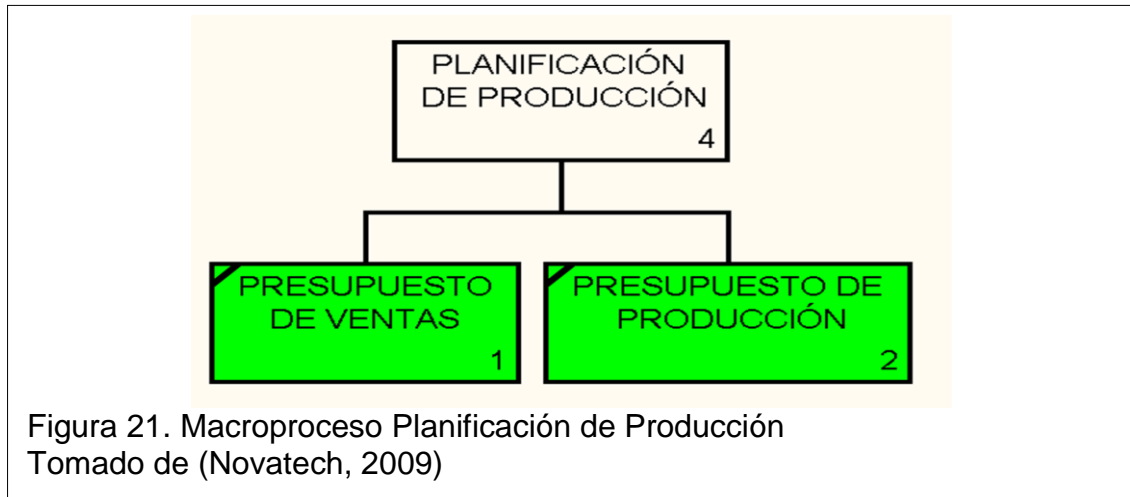 PLANIFICACIÓN
DE PRODUCCIÓN
4
PRESUPUESTO
DE VENTAS
1
PRESUPUESTO DE
PRODUCCIÓN
2
Figura 21. Macroproceso Planificación de Producción
Tomado de (Novatech, 2009)